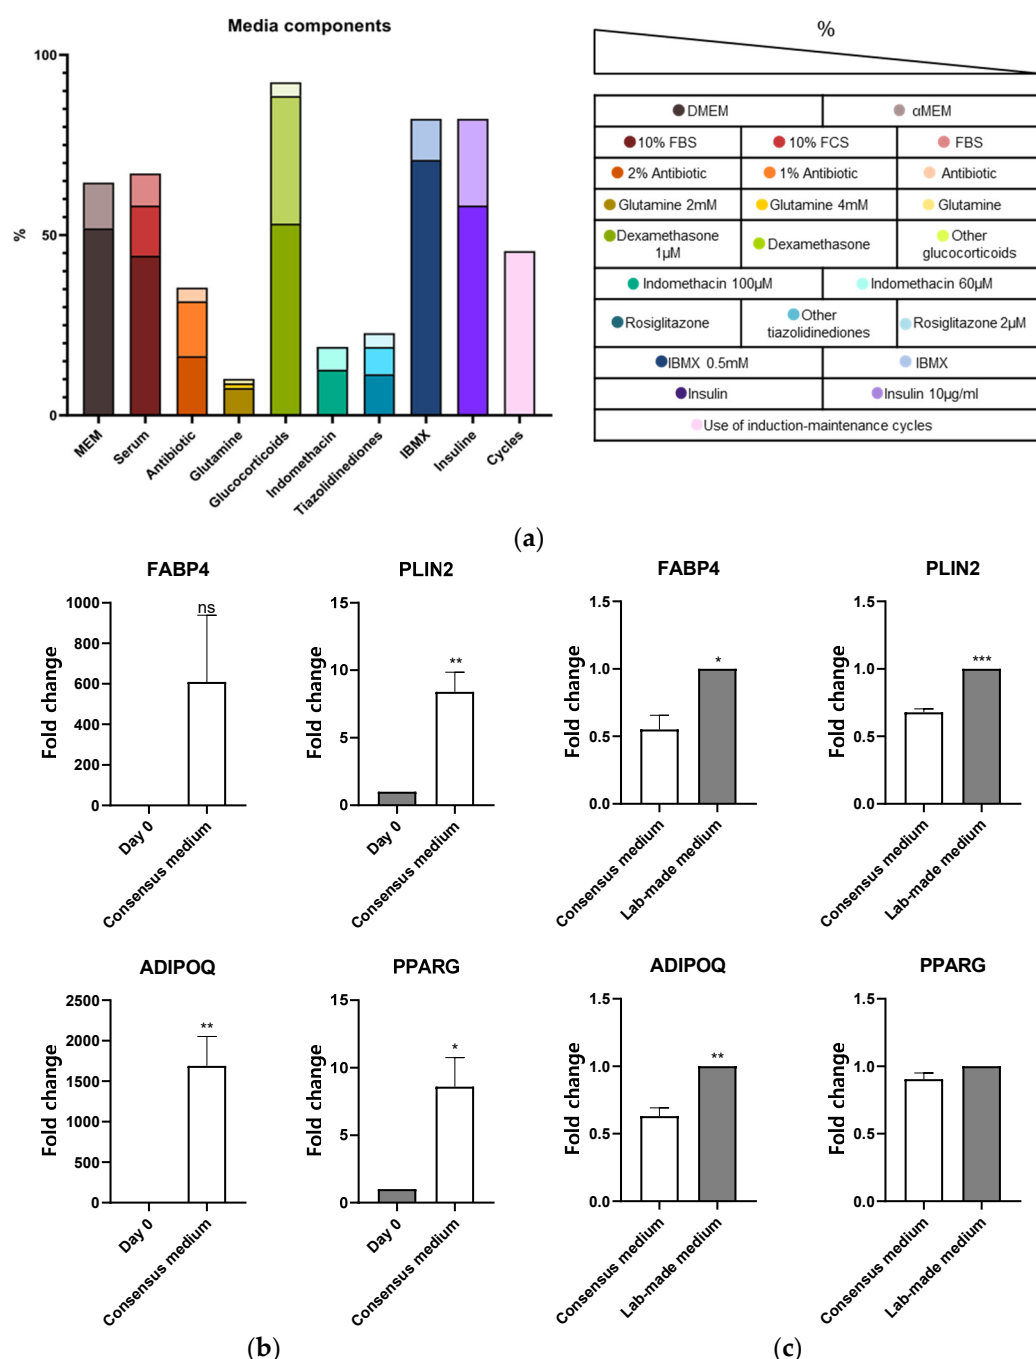 Media components
%
100
50
0
%
MEM
Serum
Antibiotic
Glutamine
Glucocorticoids
Indomethacin
Tiazolidinediones
IBMX
Insuline
Cycles
DMEM
αMEM
10% FBS
10% FCS
FBS
2% Antibiotic
1% Antibiotic
Antibiotic
Glutamine 2mM
Glutamine 4mM
Glutamine
Dexamethasone
1µM
Dexamethasone
Other
glucocorticoids
Indomethacin 100µM
Indomethacin 60µM
Rosiglitazone
Other
tiazolidinediones
Rosiglitazone 2µM
IBMX 0.5mM
IBMX
Insulin
Insulin 10µg/ml
Use of induction-maintenance cycles
(a)
FABP4
Fold change
1000
800
600
400
200
0
ns
Day 0
Consensus medium
PLIN2
Fold change
15
10
5
0
**
Day 0
Consensus medium
FABP4
Fold change
1.5
1.0
0.5
0.0
*
Consensus medium
Lab-made medium
PLIN2
Fold change
1.5
1.0
0.5
0.0
***
Consensus medium
Lab-made medium
ADIPOQ
Fold change
2500
2000
1500
1000
500
0
**
Day 0
Consensus medium
PPARG
Fold change
15
10
5
0
*
Day 0
Consensus medium
ADIPOQ
Fold change
1.5
1.0
0.5
0.0
**
Consensus medium
Lab-made medium
PPARG
Fold change
1.5
1.0
0.5
0.0
Consensus medium
Lab-made medium
(b)
(c)